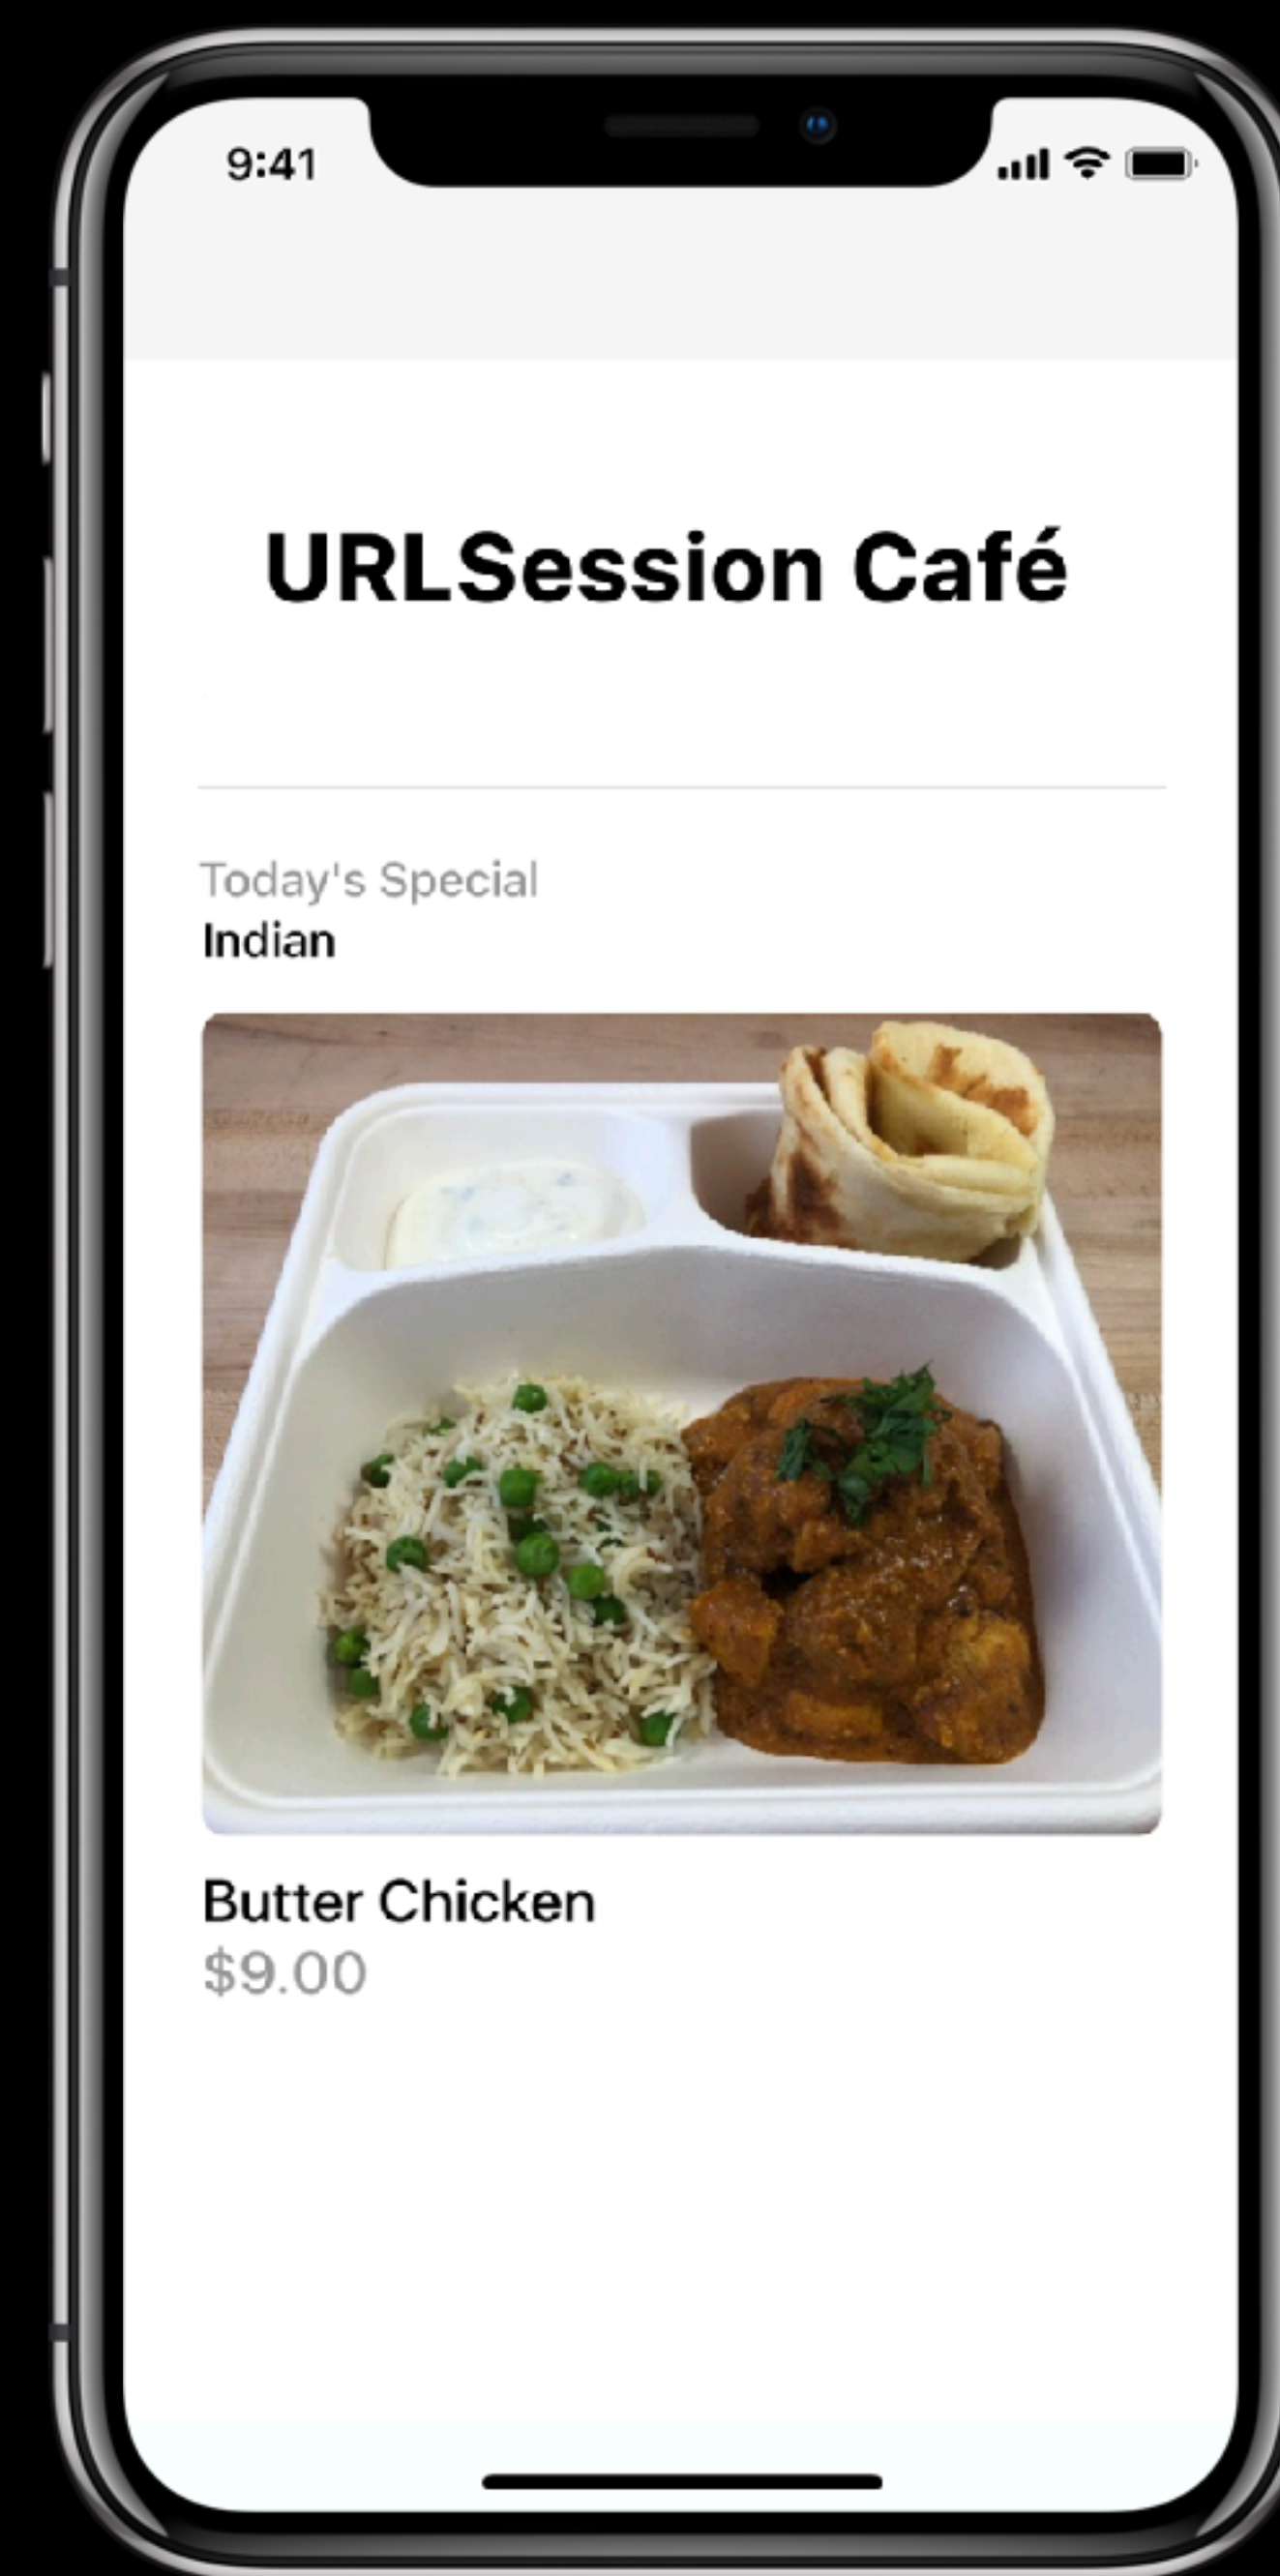 9:41
URLSession Café
Today's Special
Indian
Butter Chicken
$9.00